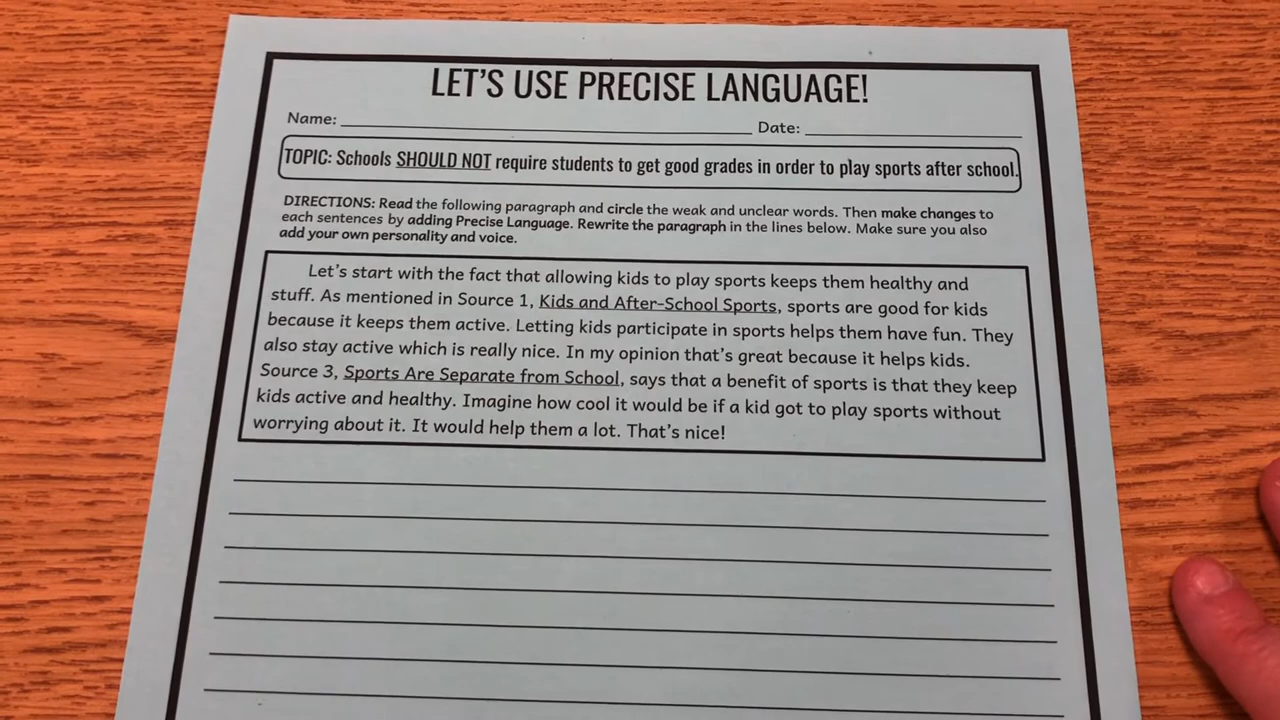 LET'S USE PRECISE LANGUAGE!
Name: Date:
TOPIC: Schools SHOULD NOT require students to get good grades in order to play sports after school.
DIRECTIONS: Read the following paragraph and circle the weak and unclear words. Then make changes to
each sentences by adding Precise Language. Rewrite the paragraph in the lines below. Make sure you also
add your own personality and voice.
Let's start with the fact that allowing kids to play sports keeps them healthy and
stuff. As mentioned in Source 1, Kids and After-School Sports, sports are good for kids
because it keeps them active. Letting kids participate in sports helps them have fun. They
also stay active which is really nice. In my opinion that's great because it helps kids.
Source 3, Sports Are Separate from School, says that a benefit of sports is that they keep
kids active and healthy. Imagine how cool it would be if a kid got to play sports without
worrying about it. It would help them a lot. That's nice!